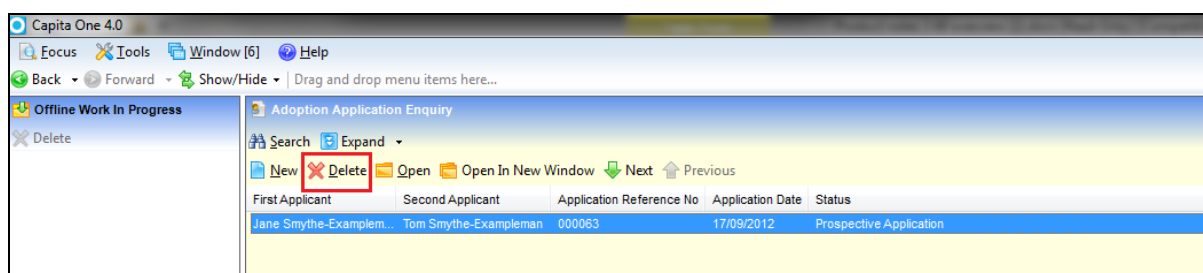 Capita One 4.0
Focus Tools Window [6] Help
Back Forward Show/Hide Drag and drop menu items here...
Offline Work In Progress
Delete
Adoption Application Enquiry
Search Expand
New Delete Open Open In New Window Next Previous
First Applicant Second Applicant Application Reference No Application Date Status
Jane Smythe-Examplem... Tom Smythe-Exampleman 000063 17/09/2012 Prospective Application